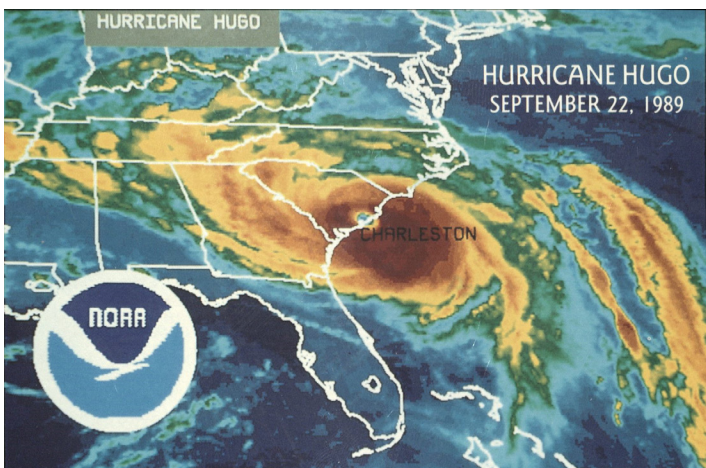 HURRICANE HUGO
HURRICANE HUGO
SEPTEMBER 22, 1989
CHARLESTON
NOAA